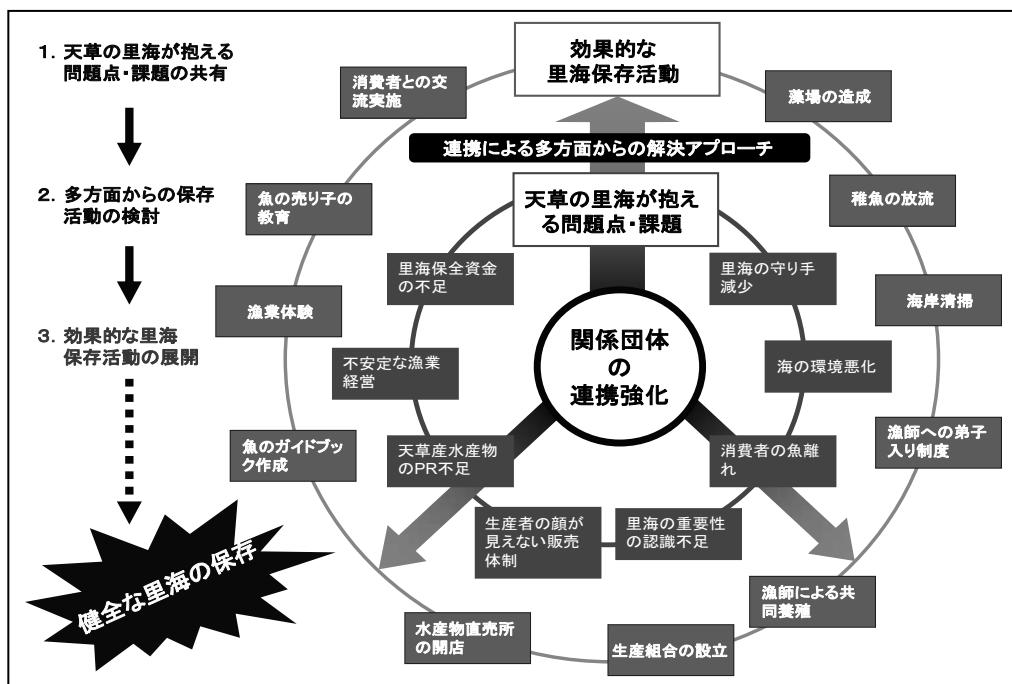 1. 天草の里海が抱える
問題点・課題の共有
2. 多方面からの保存
活動の検討
3. 効果的な里海
保存活動の展開
健全な里海の保存
効果的な
里海保存活動
連携による多方面からの解決アプローチ
天草の里海が抱え
る問題点・課題
関係団体
の
連携強化
里海の守り手
減少
海の環境悪化
消費者の魚離
れ
里海の重要性
の認識不足
生産者の顔が
見えない販売
体制
天草産水産物
のPR不足
不安定な漁業
経営
里海保全資金
の不足
藻場の造成
稚魚の放流
海岸清掃
漁師への弟子
入り制度
漁師による共
同養殖
生産組合の設立
水産物直売所
の開店
魚のガイドブッ
ク作成
漁業体験
魚の売り子の
教育
消費者との交
流実施